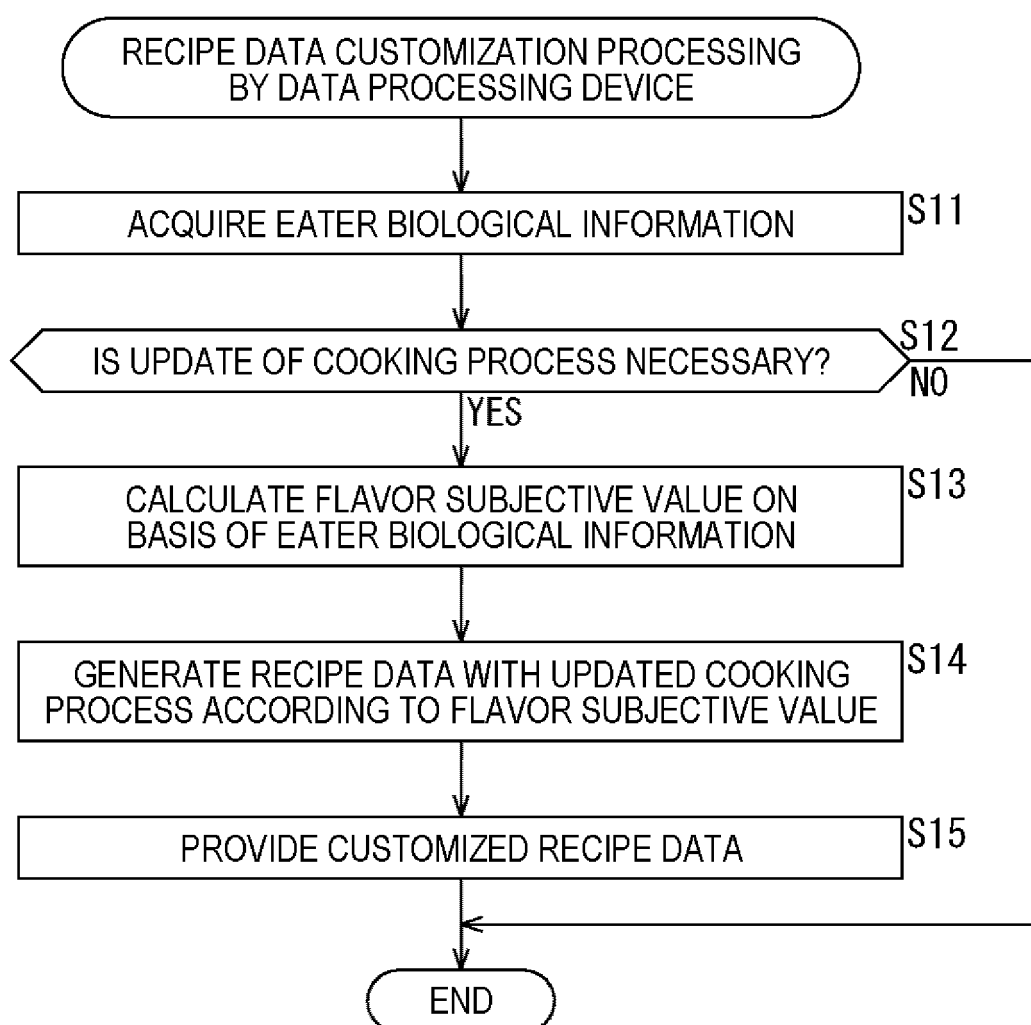 RECIPE DATA CUSTOMIZATION PROCESSING
BY DATA PROCESSING DEVICE
ACQUIRE EATER BIOLOGICAL INFORMATION
S11
IS UPDATE OF COOKING PROCESS NECESSARY?
S12
NO
YES
CALCULATE FLAVOR SUBJECTIVE VALUE ON
BASIS OF EATER BIOLOGICAL INFORMATION
S13
GENERATE RECIPE DATA WITH UPDATED COOKING
PROCESS ACCORDING TO FLAVOR SUBJECTIVE VALUE
S14
PROVIDE CUSTOMIZED RECIPE DATA
S15
END